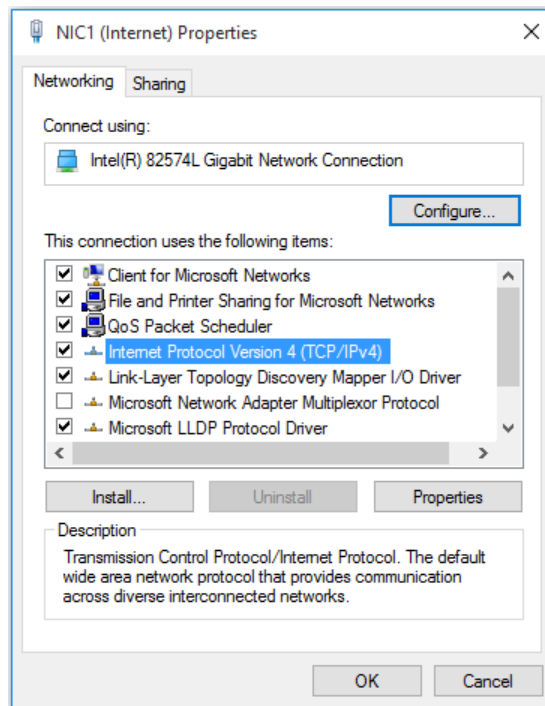 NIC1 (Internet) Properties
Networking
Sharing
Connect using:
Intel(R) 82574L Gigabit Network Connection
Configure...
This connection uses the following items:
Client for Microsoft Networks
File and Printer Sharing for Microsoft Networks
QoS Packet Scheduler
Internet Protocol Version 4 (TCP/IPv4)
Link-Layer Topology Discovery Mapper I/O Driver
Microsoft Network Adapter Multiplexor Protocol
Microsoft LLDP Protocol Driver
Install...
Uninstall
Properties
Description
Transmission Control Protocol/Internet Protocol. The default
wide area network protocol that provides communication
across diverse interconnected networks.
OK
Cancel